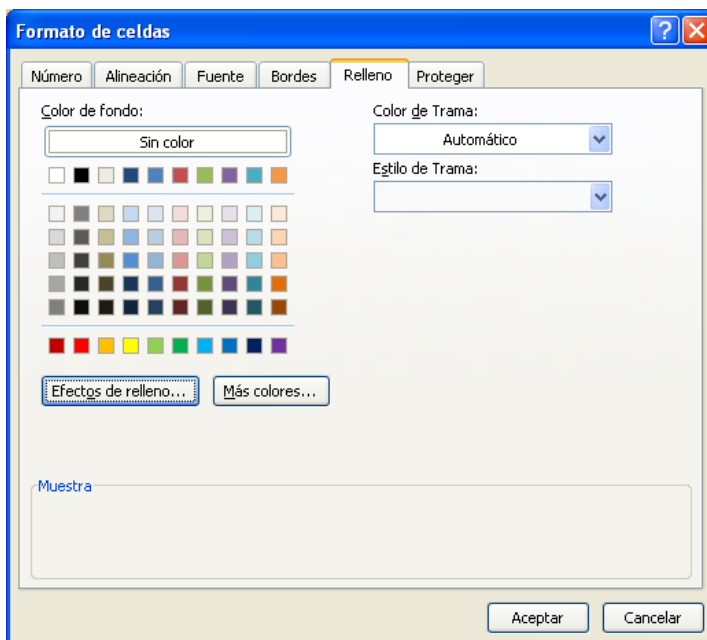 Formato de celdas
Número Alineación Fuente Bordes Relleno Proteger
Color de fondo: Color de Trama:
Sin color Automático
Estilo de Trama:
Efectos de relleno... Más colores...
Muestra
Aceptar Cancelar